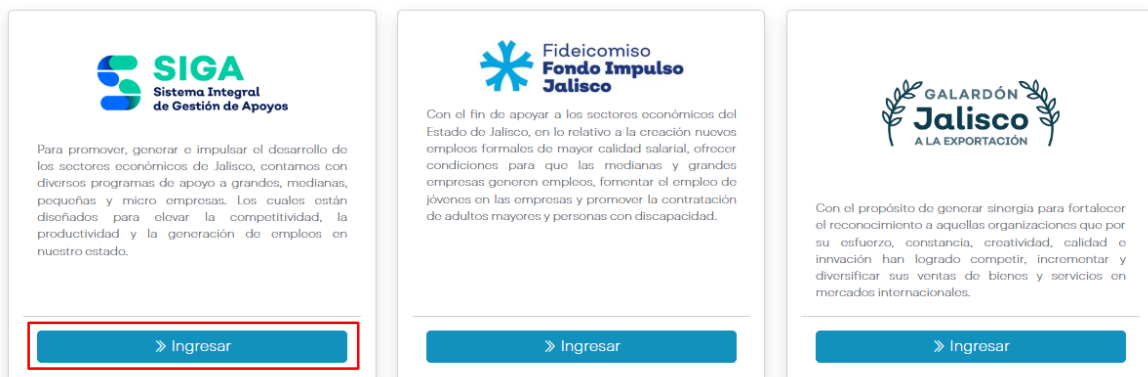 SIGA
Sistema Integral
de Gestión de Apoyos
Para promover, generar e impulsar el desarrollo de
los sectores económicos de Jalisco, contamos con
diversos programas de apoyo a grandes, medianas,
pequeñas y micro empresas. Los cuales están
diseñados para elevar la competitividad, la
productividad y la generación de empleos en
nuestro estado.
Ingresar
Fideicomiso
Fondo Impulso
Jalisco
Con el fin de apoyar a los sectores económicos del
Estado de Jalisco, en lo relativo a la creación nuevos
empleos formales de mayor calidad salarial, ofrecer
condiciones para que las medianas y grandes
empresas generen empleos, fomentar el empleo de
jóvenes en las empresas y promover la contratación
de adultos mayores y personas con discapacidad.
Ingresar
GALARDÓN
Jalisco
A LA EXPORTACIÓN
Con el propósito de generar sinergia para fortalecer
el reconocimiento a aquellas organizaciones que por
su esfuerzo, constancia, creatividad, calidad e
innvación han logrado competir, incrementar y
diversificar sus ventas de bienes y servicios en
mercados internacionales.
Ingresar